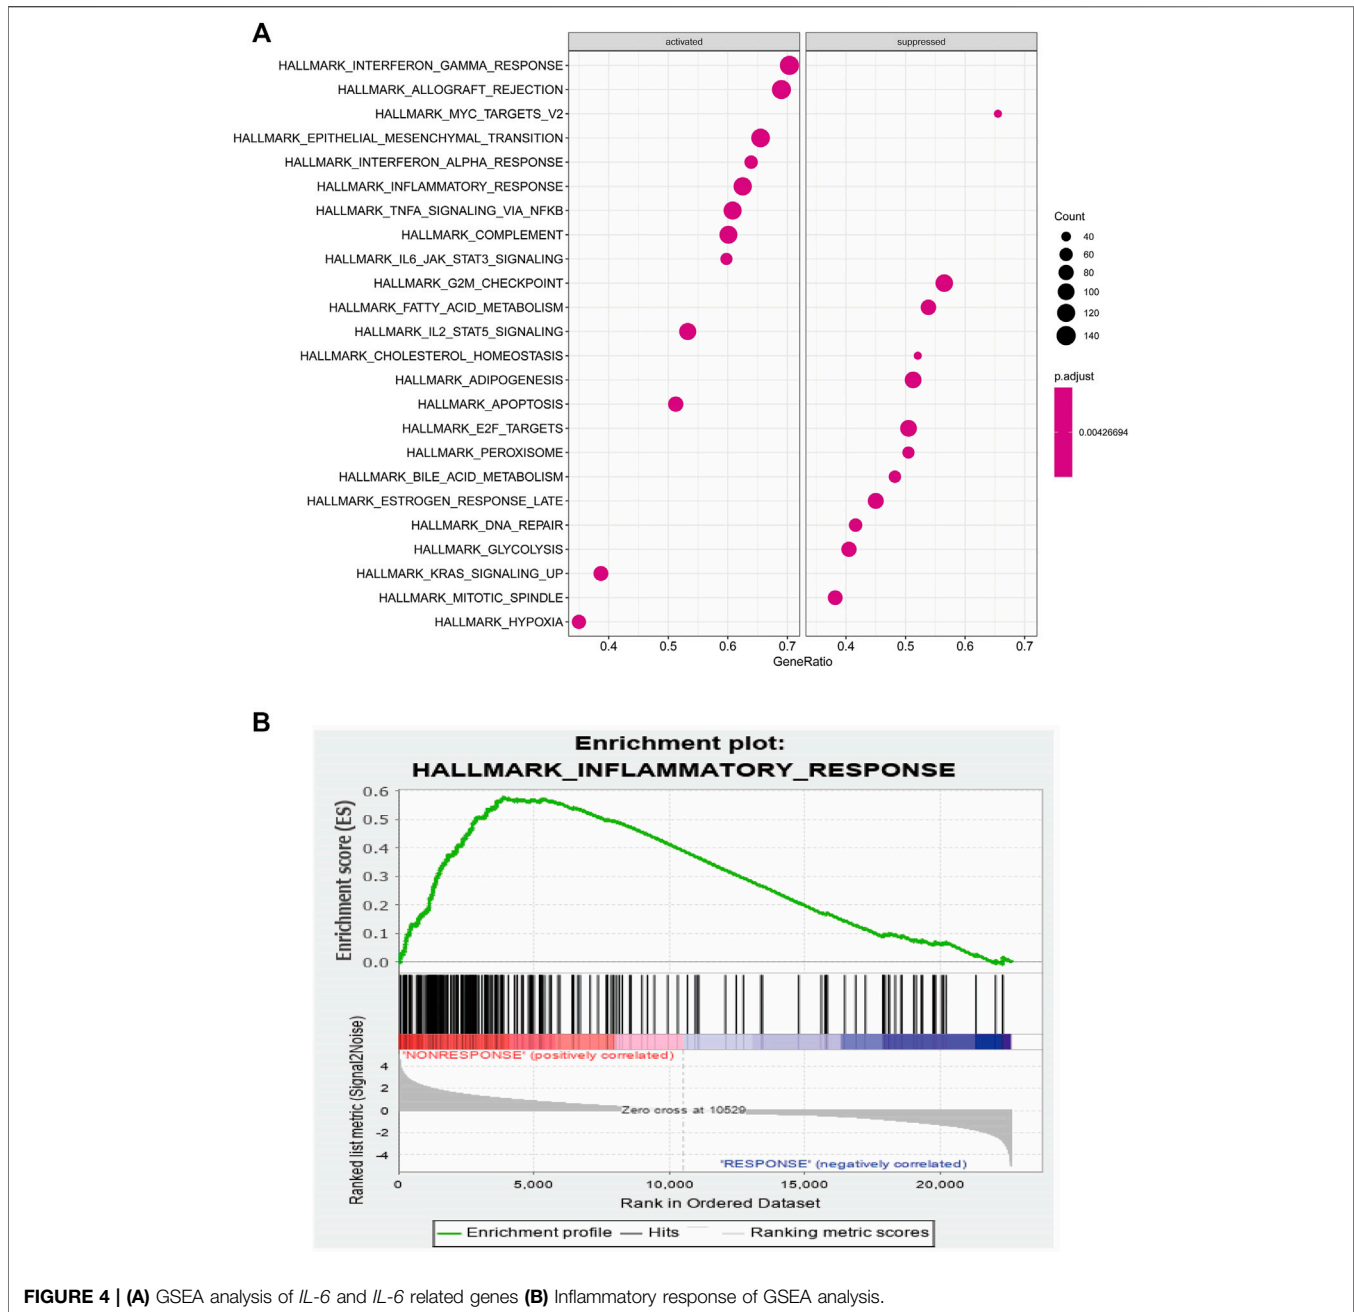 A
activated
suppressed
HALLMARK_INTERFERON_GAMMA_RESPONSE
HALLMARK_ALLOGRAFT_REJECTION
HALLMARK_MYC_TARGETS_V2
HALLMARK_EPITHELIAL_MESENCHYMAL_TRANSITION
HALLMARK_INTERFERON_ALPHA_RESPONSE
HALLMARK_INFLAMMATORY_RESPONSE
HALLMARK_TNFA_SIGNALING_VIA_NFKB
HALLMARK_COMPLEMENT
HALLMARK_IL6_JAK_STAT3_SIGNALING
HALLMARK_G2M_CHECKPOINT
HALLMARK_FATTY_ACID_METABOLISM
HALLMARK_IL2_STAT5_SIGNALING
HALLMARK_CHOLESTEROL_HOMEOSTASIS
HALLMARK_ADIPOGENESIS
HALLMARK_APOPTOSIS
HALLMARK_E2F_TARGETS
HALLMARK_PEROXISOME
HALLMARK_BILE_ACID_METABOLISM
HALLMARK_ESTROGEN_RESPONSE_LATE
HALLMARK_DNA_REPAIR
HALLMARK_GLYCOLYSIS
HALLMARK_KRAS_SIGNALING_UP
HALLMARK_MITOTIC_SPINDLE
HALLMARK_HYPOXIA
0.4 0.5 0.6 0.7 0.4 0.5 0.6 0.7
GeneRatio
Count
40
60
80
100
120
140
p.adjust
0.00426694
B
Enrichment plot:
HALLMARK_INFLAMMATORY_RESPONSE
Enrichment score (ES)
0.6
0.5
0.4
0.3
0.2
0.1
0.0
Ranked list metric (Signal2Noise)
'NONRESPONSE' (positively correlated)
4
2
0
-2
-4
Zero cross at 10529
'RESPONSE' (negatively correlated)
0 5,000 10,000 15,000 20,000
Rank in Ordered Dataset
Enrichment profile Hits Ranking metric scores
FIGURE 4 | (A) GSEA analysis of IL-6 and IL-6 related genes (B) Inflammatory response of GSEA analysis.